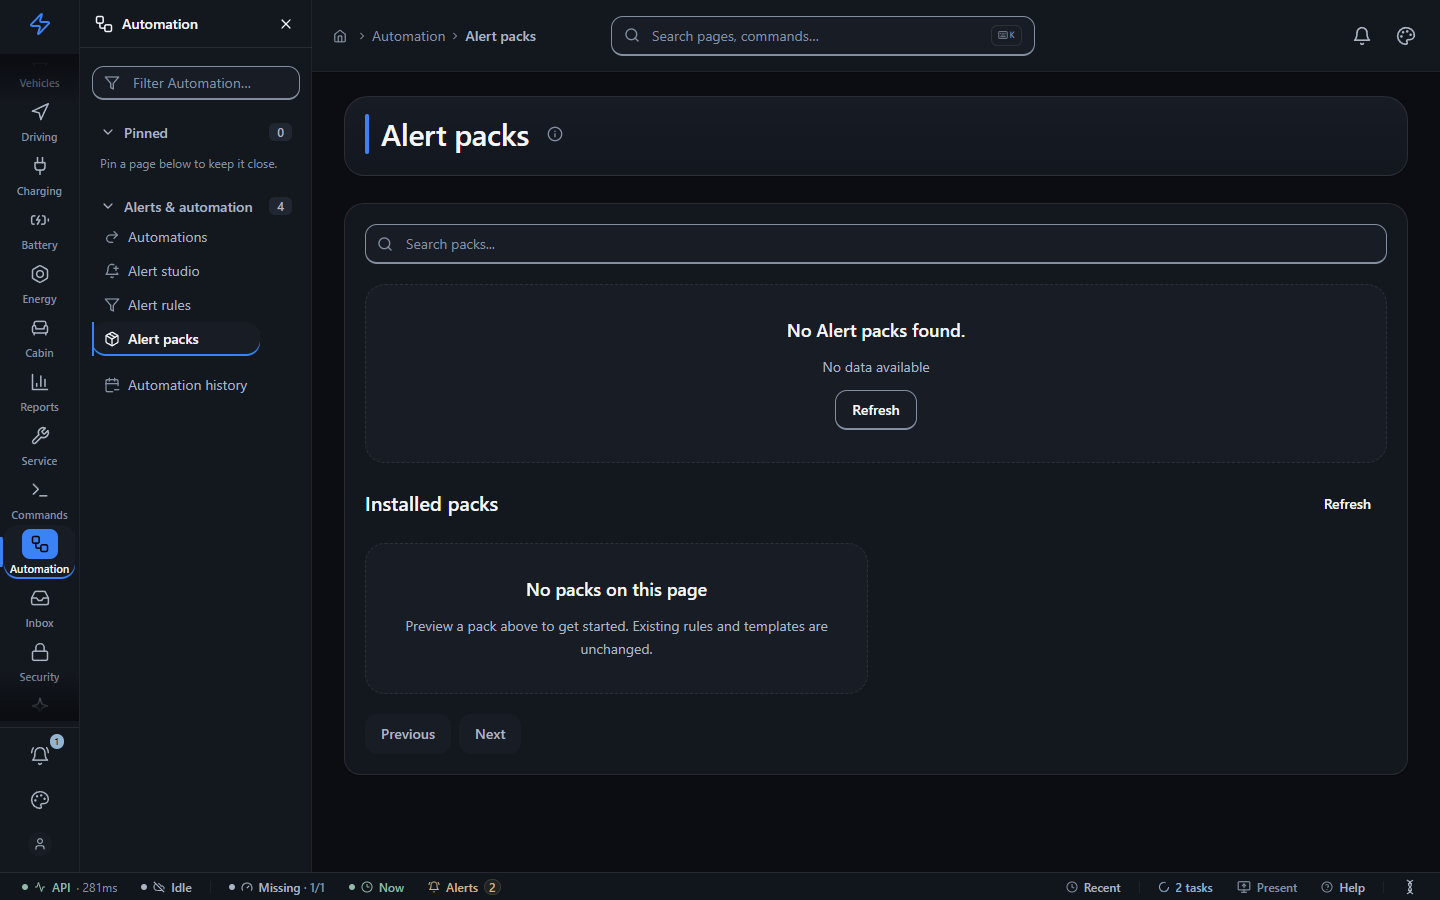 Vehicles
Driving
Charging
Battery
Energy
Cabin
Reports
Service
Commands
Automation
Inbox
Security
1
Automation
Filter Automation...
Pinned 0
Pin a page below to keep it close.
Alerts & automation 4
Automations
Alert studio
Alert rules
Alert packs
Automation history
Automation > Alert packs
Search pages, commands... K
Alert packs
Search packs...
No Alert packs found.
No data available
Refresh
Installed packs
Refresh
No packs on this page
Preview a pack above to get started. Existing rules and templates are
unchanged.
Previous Next
API · 281ms Idle Missing · 1/1 Now Alerts 2 Recent 2 tasks Present Help